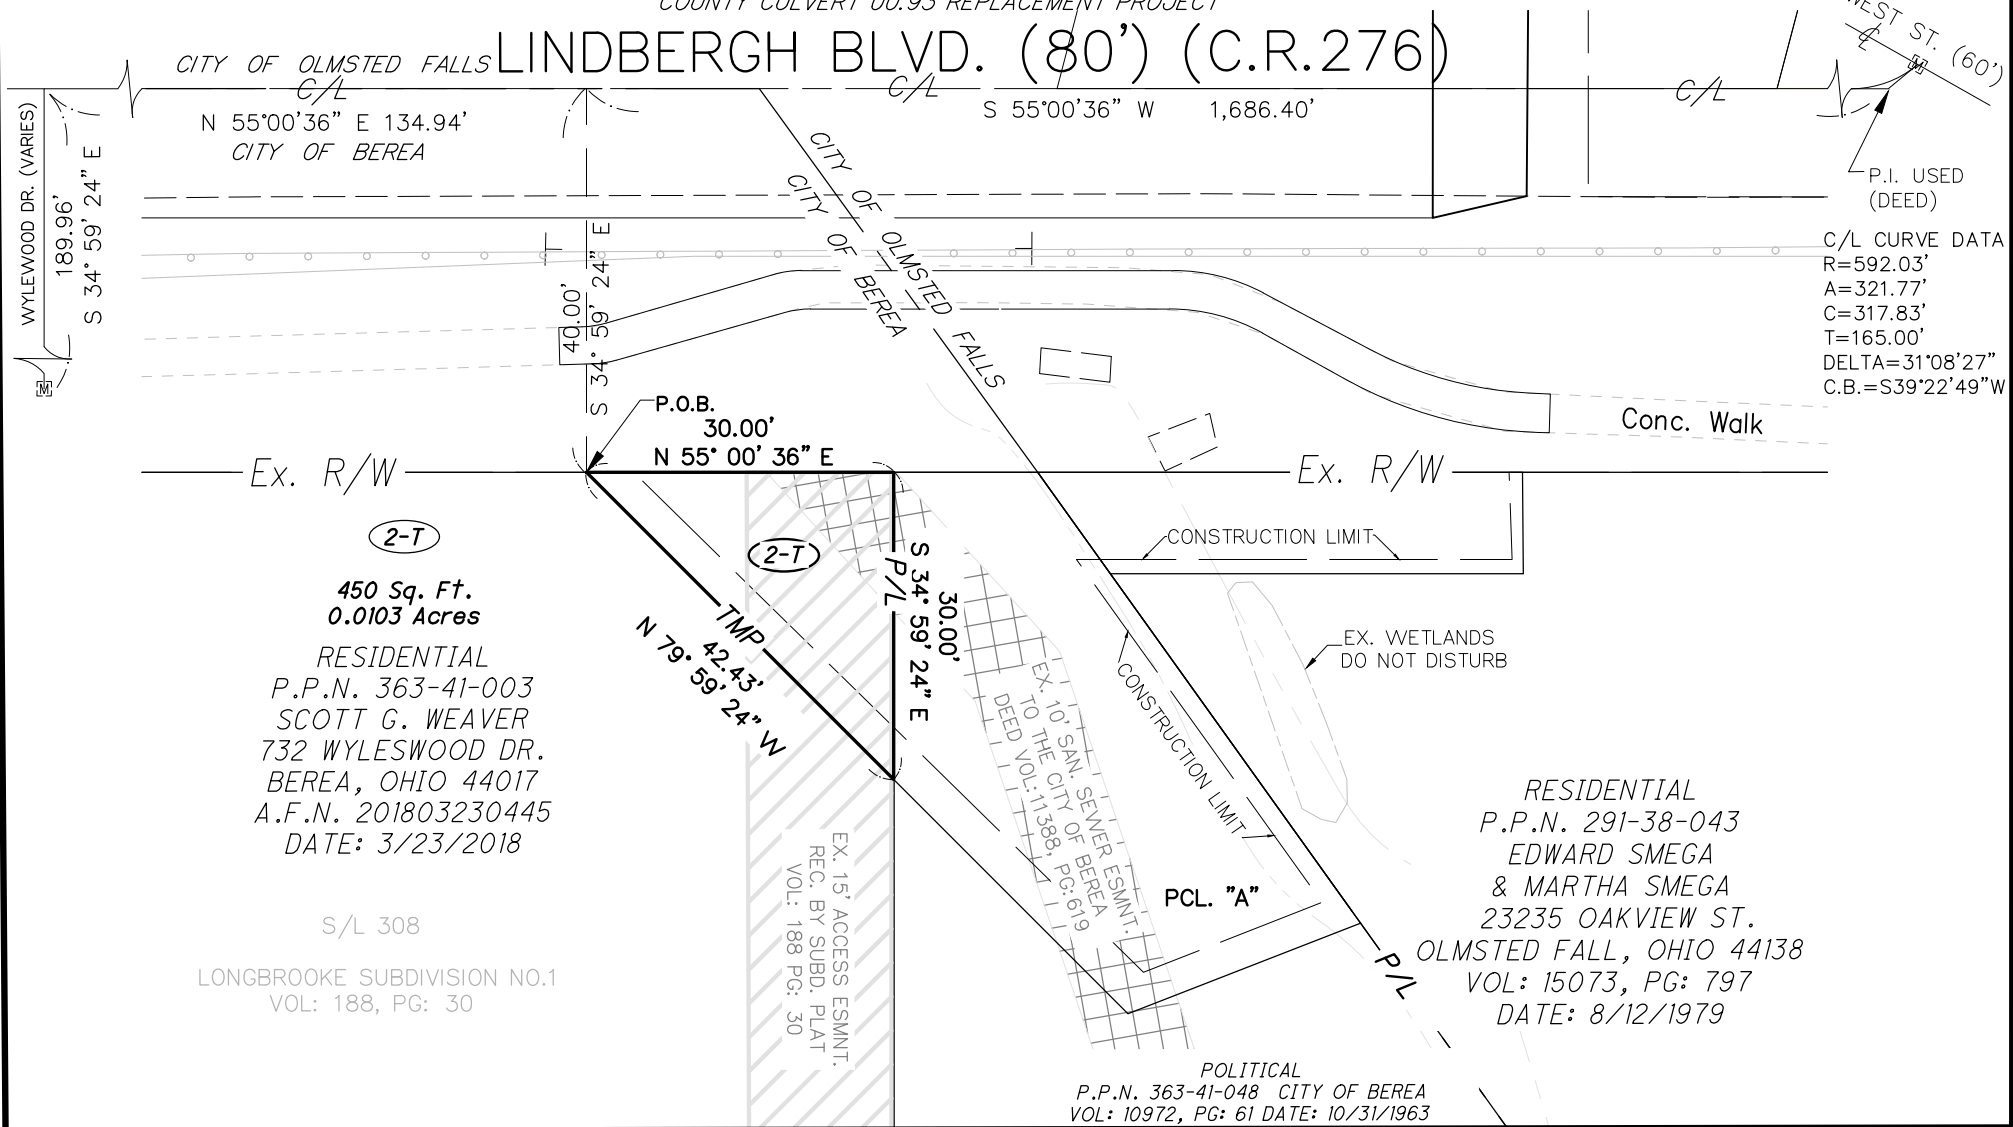 COUNTY CULVERT 00.93 REPLACEMENT PROJECT
LINDBERGH BLVD. (80') (C.R.276)
CITY OF OLMSTED FALLS
C/L
N 55°00'36" E 134.94'
CITY OF BEREA
C/L
S 55°00'36" W 1,686.40'
C/L
WEST ST. (60')
C/L
M
P.I. USED
(DEED)
WYLEWOOD DR. (VARIES)
189.96'
S 34° 59' 24" E
M
C/L CURVE DATA
R=592.03'
A=321.77'
C=317.83'
T=165.00'
DELTA=31°08'27"
C.B.=S39°22'49"W
CITY OF OLMSTED FALLS
CITY OF BEREA
40.00'
S 34° 59' 24" E
P.O.B.
30.00'
N 55° 00' 36" E
Conc. Walk
Ex. R/W
Ex. R/W
2-T
450 Sq. Ft.
0.0103 Acres
RESIDENTIAL
P.P.N. 363-41-003
SCOTT G. WEAVER
732 WYLESWOOD DR.
BEREA, OHIO 44017
A.F.N. 201803230445
DATE: 3/23/2018
S/L 308
LONGBROOKE SUBDIVISION NO.1
VOL: 188, PG: 30
2-T
P/L
30.00'
S 34° 59' 24" E
TMP
42.43'
N 79° 59' 24" W
CONSTRUCTION LIMIT
EX. WETLANDS
DO NOT DISTURB
CONSTRUCTION LIMIT
EX. 10' SAN. SEWER ESMNT.
TO THE CITY OF BEREA
DEED VOL:11388, PG:619
EX. 15' ACCESS ESMNT.
REC. BY SUBD. PLAT
VOL: 188 PG: 30
PCL. "A"
P/L
RESIDENTIAL
P.P.N. 291-38-043
EDWARD SMEGA
& MARTHA SMEGA
23235 OAKVIEW ST.
OLMSTED FALL, OHIO 44138
VOL: 15073, PG: 797
DATE: 8/12/1979
POLITICAL
P.P.N. 363-41-048 CITY OF BEREA
VOL: 10972, PG: 61 DATE: 10/31/1963